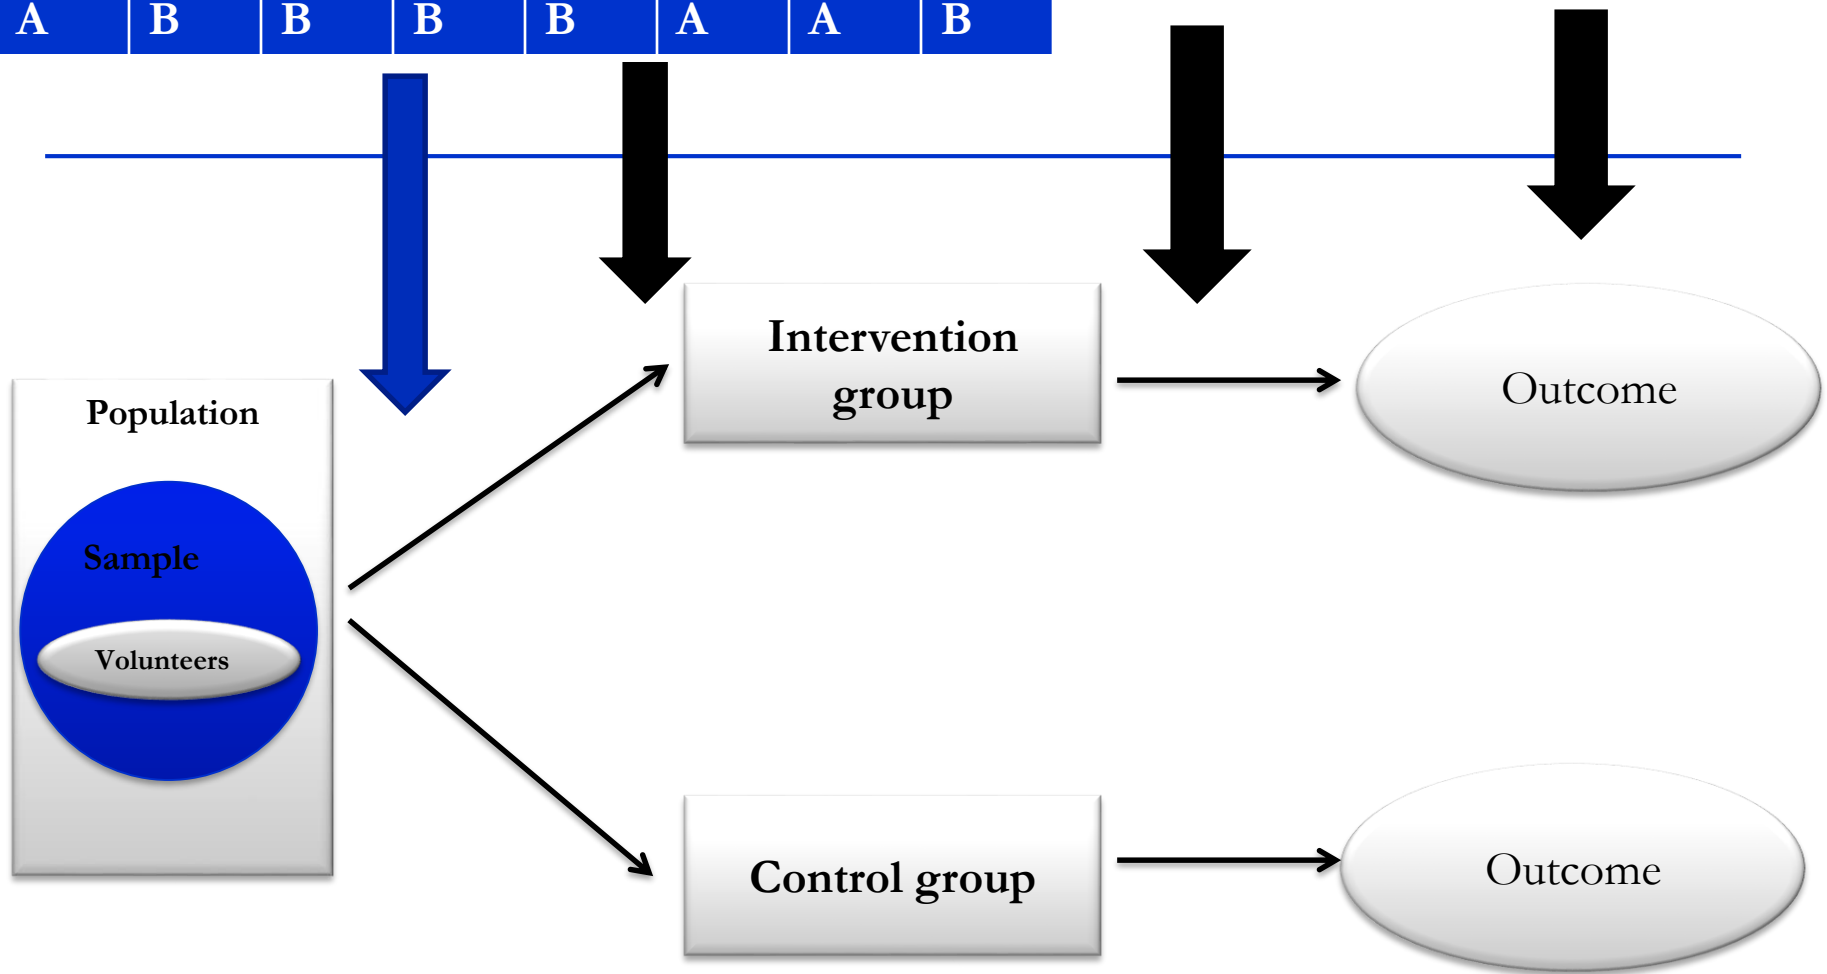 A B B B B A A B
Intervention
group
Outcome
Population
Sample
Volunteers
Control group
Outcome